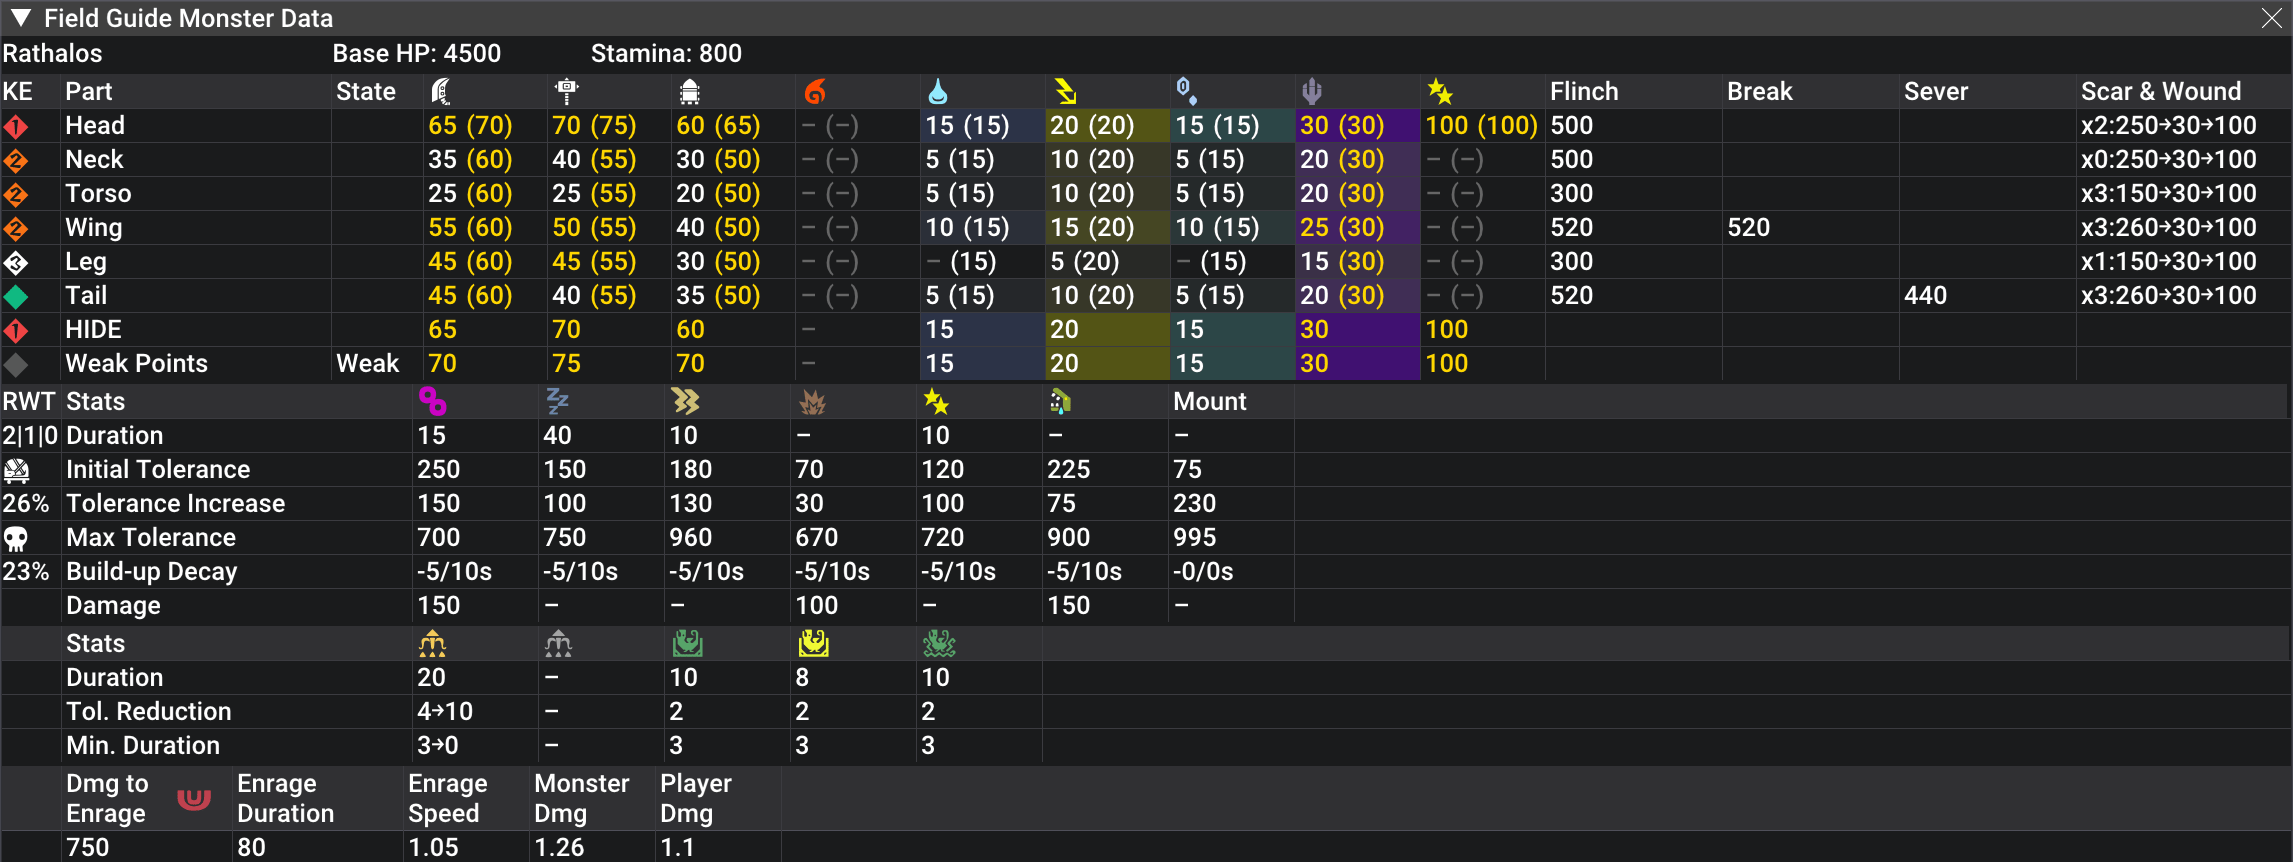 Field Guide Monster Data
Rathalos Base HP: 4500 Stamina: 800
KE Part State Flinch Break Sever Scar & Wound
1 Head 65 (70) 70 (75) 60 (65) – (–) 15 (15) 20 (20) 15 (15) 30 (30) 100 (100) 500 x2:250→30→100
2 Neck 35 (60) 40 (55) 30 (50) – (–) 5 (15) 10 (20) 5 (15) 20 (30) – (–) 500 x0:250→30→100
2 Torso 25 (60) 25 (55) 20 (50) – (–) 5 (15) 10 (20) 5 (15) 20 (30) – (–) 300 x3:150→30→100
2 Wing 55 (60) 50 (55) 40 (50) – (–) 10 (15) 15 (20) 10 (15) 25 (30) – (–) 520 520 x3:260→30→100
3 Leg 45 (60) 45 (55) 30 (50) – (–) – (15) 5 (20) – (15) 15 (30) – (–) 300 x1:150→30→100
Tail 45 (60) 40 (55) 35 (50) – (–) 5 (15) 10 (20) 5 (15) 20 (30) – (–) 520 440 x3:260→30→100
1 HIDE 65 70 60 – 15 20 15 30 100
Weak Points Weak 70 75 70 – 15 20 15 30 100
RWT Stats Mount
2|1|0 Duration 15 40 10 – 10 – –
Initial Tolerance 250 150 180 70 120 225 75
26% Tolerance Increase 150 100 130 30 100 75 230
Max Tolerance 700 750 960 670 720 900 995
23% Build-up Decay -5/10s -5/10s -5/10s -5/10s -5/10s -5/10s -0/0s
Damage 150 – – 100 – 150 –
Stats
Duration 20 – 10 8 10
Tol. Reduction 4→10 – 2 2 2
Min. Duration 3→0 – 3 3 3
Dmg to Enrage Enrage Monster Player
Enrage Duration Speed Dmg Dmg
750 80 1.05 1.26 1.1